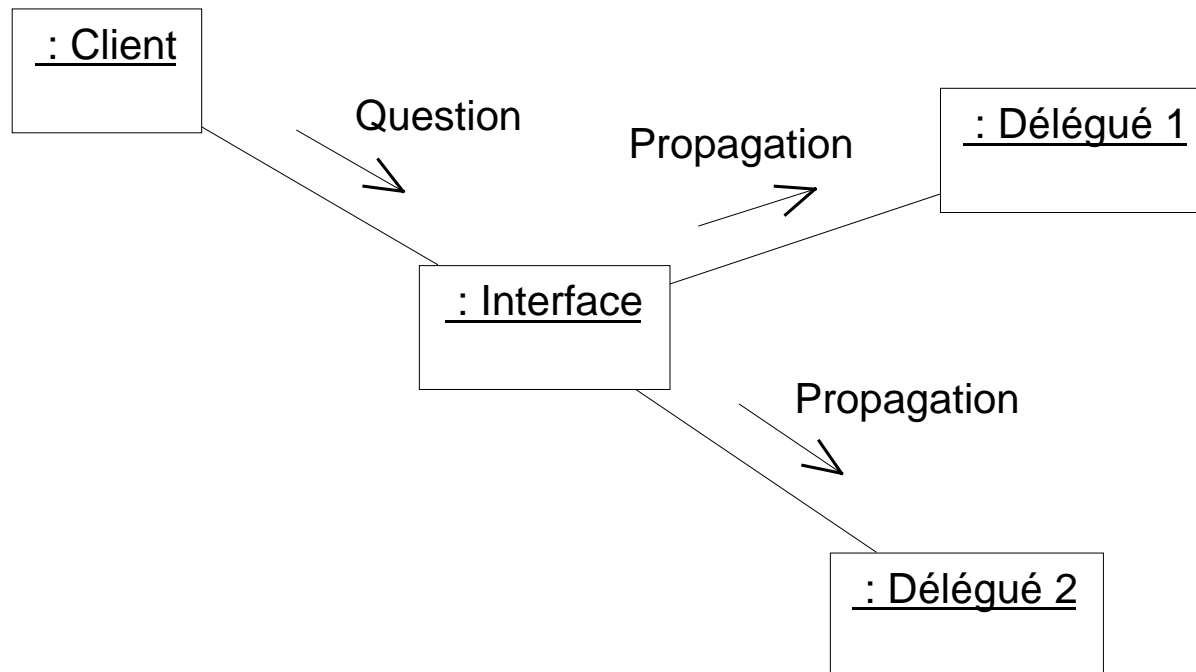 : Client
Question
Propagation
: Délégué 1
: Interface
Propagation
: Délégué 2